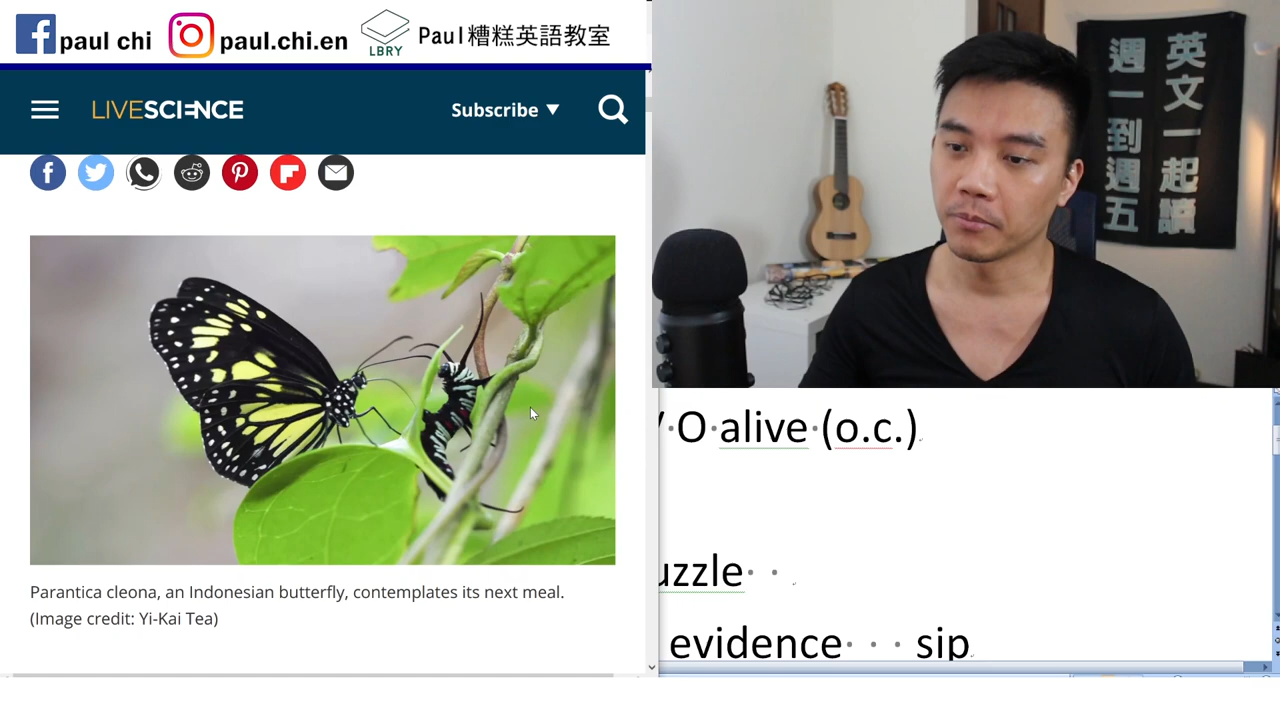 paul chi
paul.chi.en
LBRY
Paul糟糕英語教室
LIVESCIENCE
Subscribe
Parantica cleona, an Indonesian butterfly, contemplates its next meal.
(Image credit: Yi-Kai Tea)
英文一起讀
週一到週五
O alive (o.c.)
evidence sip